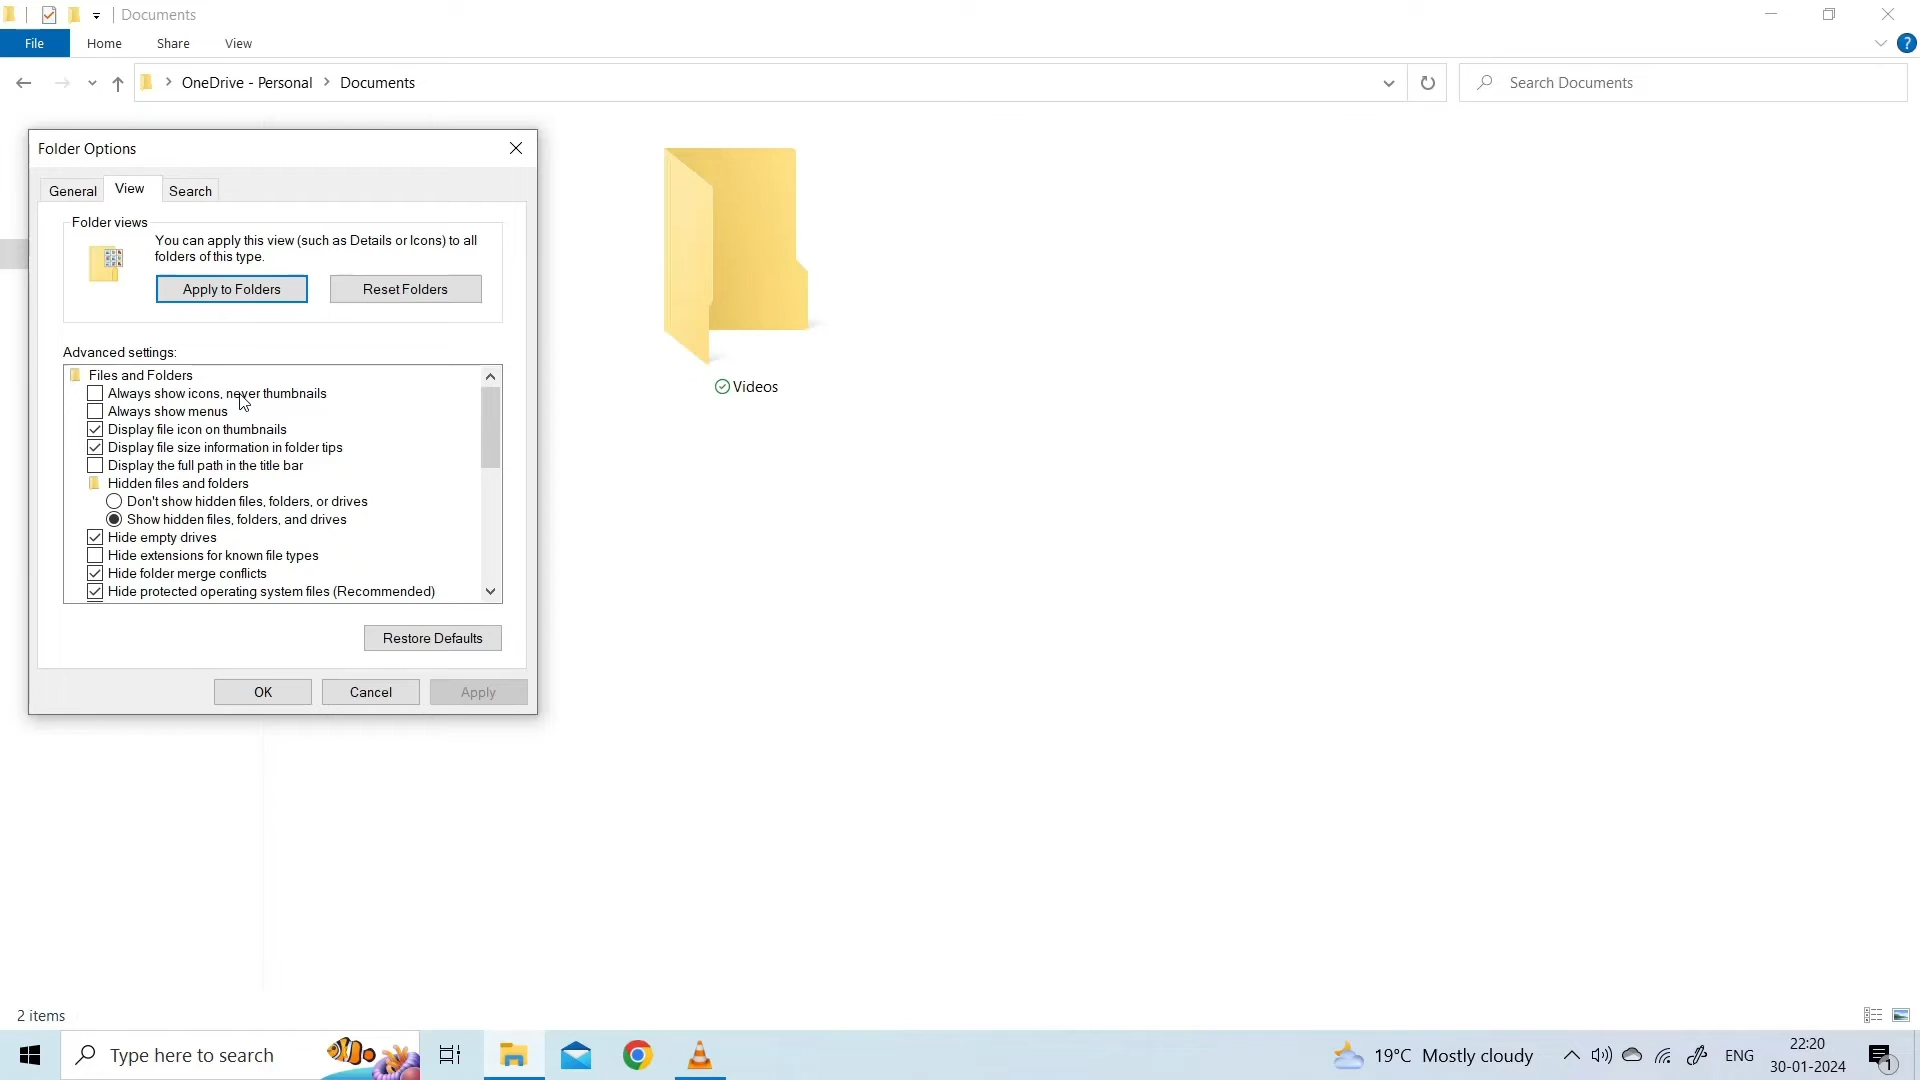 Documents
File
Home
Share
View
?
OneDrive - Personal
Documents
Search Documents
Folder Options
General
View
Search
Folder views
You can apply this view (such as Details or Icons) to all
folders of this type.
Apply to Folders
Reset Folders
Advanced settings:
Files and Folders
Always show icons, never thumbnails
Always show menus
Display file icon on thumbnails
Display file size information in folder tips
Display the full path in the title bar
Hidden files and folders
Don't show hidden files, folders, or drives
Show hidden files, folders, and drives
Hide empty drives
Hide extensions for known file types
Hide folder merge conflicts
Hide protected operating system files (Recommended)
Restore Defaults
OK
Cancel
Apply
Videos
2 items
Type here to search
19°C Mostly cloudy
ENG
22:20
30-01-2024
1